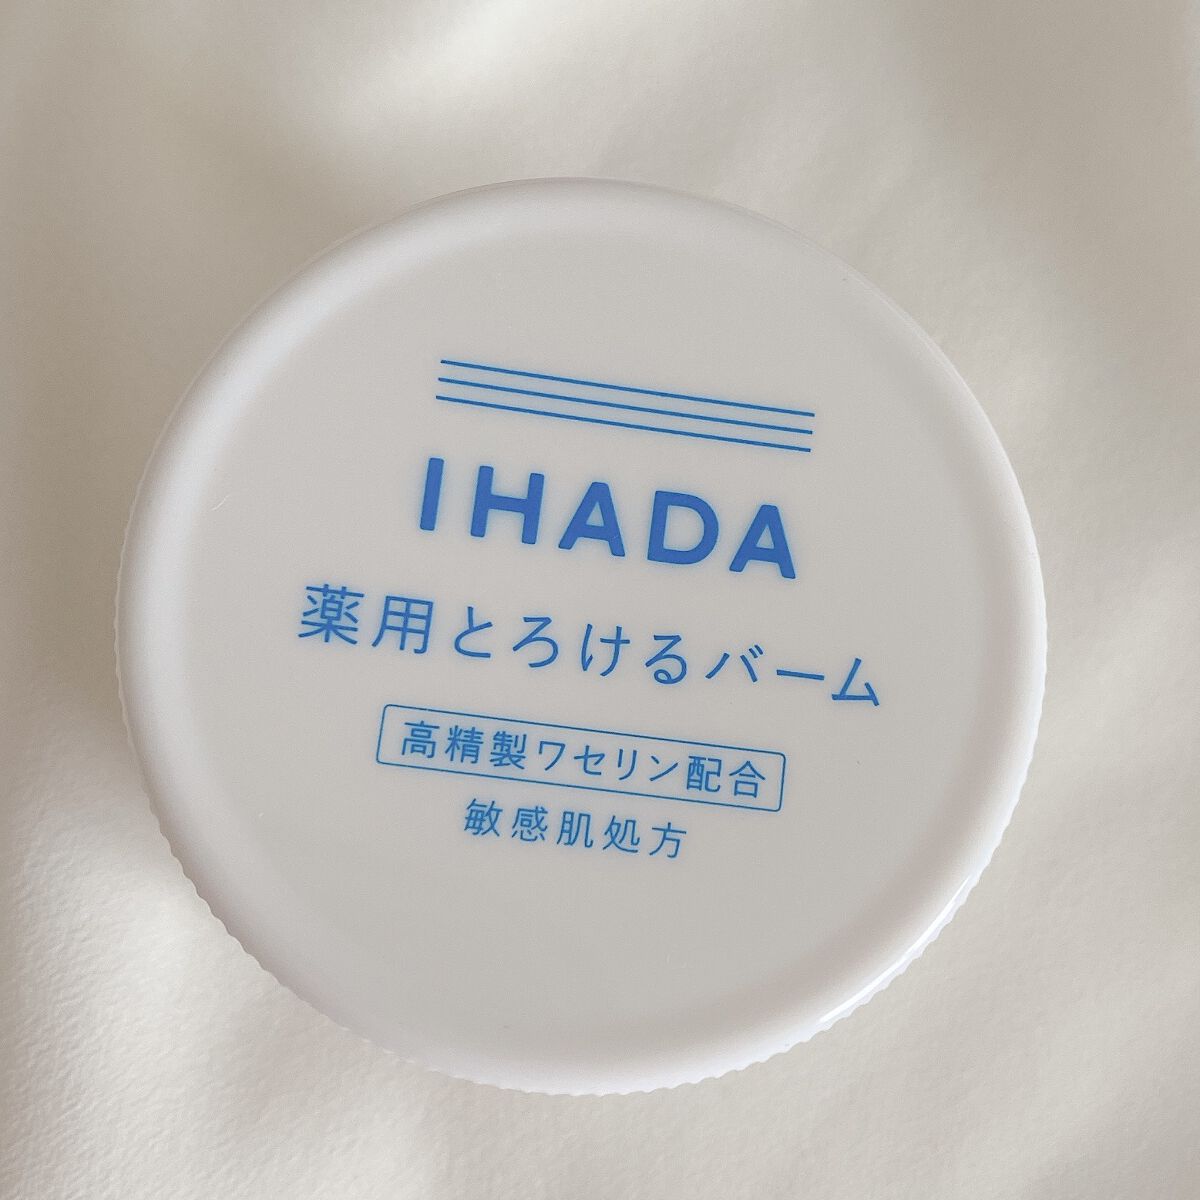 IHADA
薬用とろけるバーム
高精製ワセリン配合
敏感肌処方